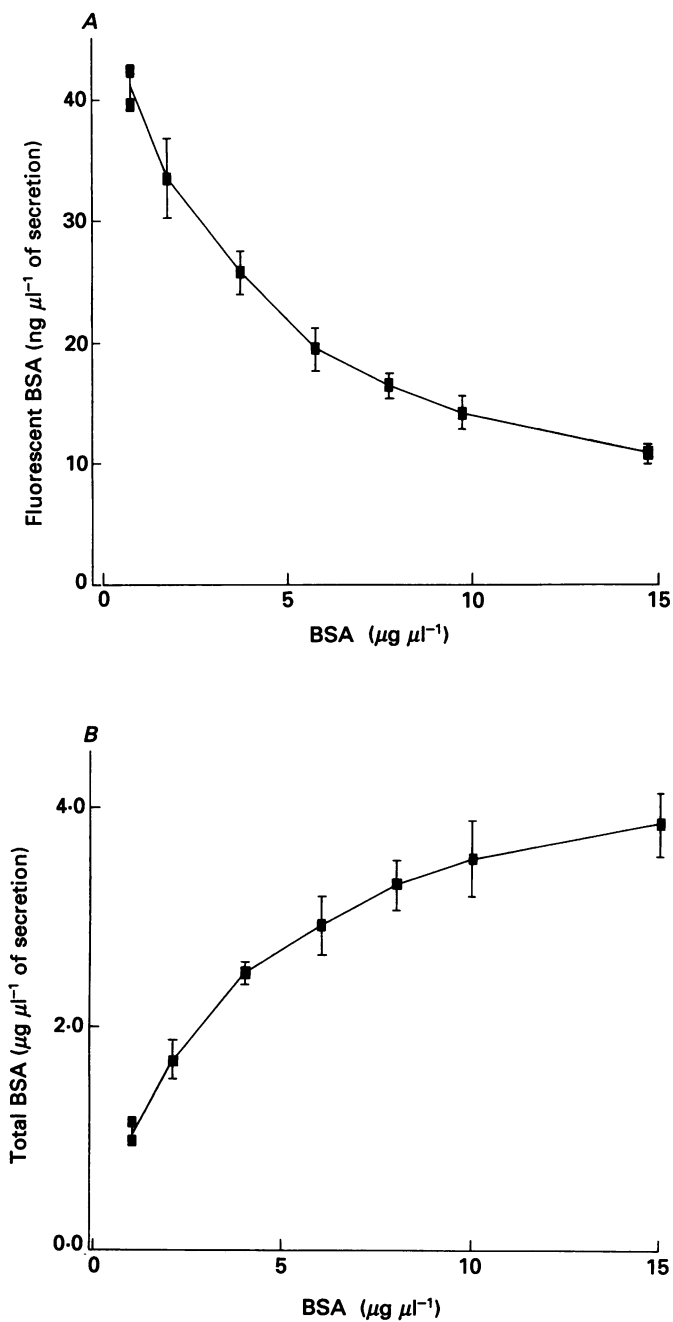 A
Fluorescent BSA (ng μl⁻¹ of secretion)
40
30
20
10
0
0 5 10 15
BSA (μg μl⁻¹)
B
Total BSA (μg μl⁻¹ of secretion)
4·0
2·0
0·0
0 5 10 15
BSA (μg μl⁻¹)